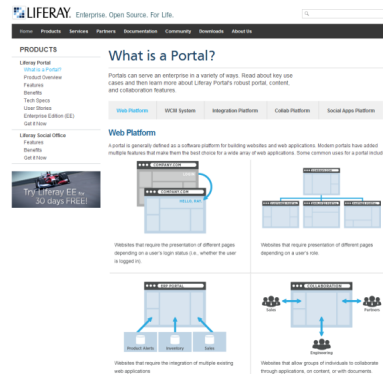 LIFERAY. Enterprise. Open Source. For Life.
Home Products Services Partners Documentation Community Downloads About Us
PRODUCTS
Liferay Portal
What is a Portal?
Product Overview
Features
Benefits
Tech Specs
User Stories
Enterprise Edition (EE)
Get It Now
Liferay Social Office
Features
Benefits
Get It Now
Try Liferay EE for
30 days FREE!
What is a Portal?
Portals can serve an enterprise in a variety of ways. Read about key use
cases and then learn more about Liferay Portal's robust portal, content,
and collaboration features.
Web Platform WCM System Integration Platform Collab Platform Social Apps Platform
Web Platform
A portal is generally defined as a software platform for building websites and web applications. Modern portals have added
multiple features that make them the best choice for a wide array of web applications. Some common uses for a portal includ
COMPANY.COM
LOGIN
COMPANY.COM
HELLO, RAY
Websites that require the presentation of different pages
depending on a user's login status (i.e., whether the user
is logged in).
Websites that require presentation of different pages
depending on a user's role.
ERP PORTAL
Product Alerts Inventory Sales
Websites that require the integration of multiple existing
web applications
COLLABORATION
Sales
Partners
Engineering
Websites that allow groups of individuals to collaborate
through applications, on content, or with documents.